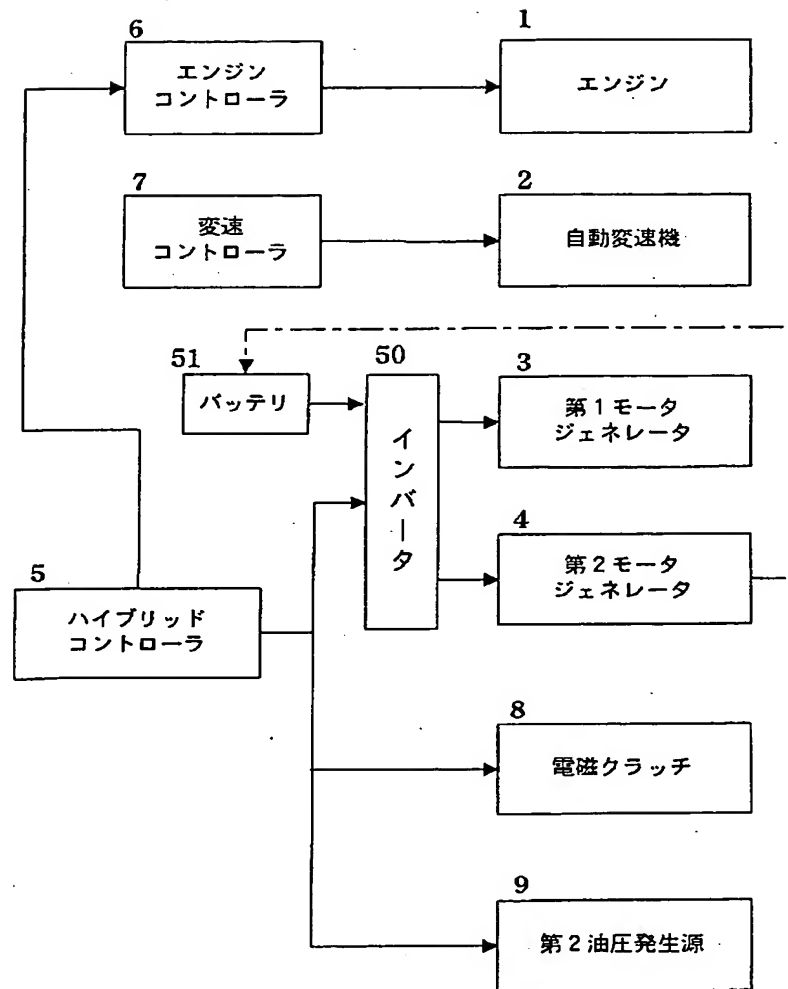 6
エンジン
コントローラ
1
エンジン
7
変速
コントローラ
2
自動変速機
51
バッテリ
50
インバータ
3
第1モータ
ジェネレータ
4
第2モータ
ジェネレータ
5
ハイブリッド
コントローラ
8
電磁クラッチ
9
第2油圧発生源